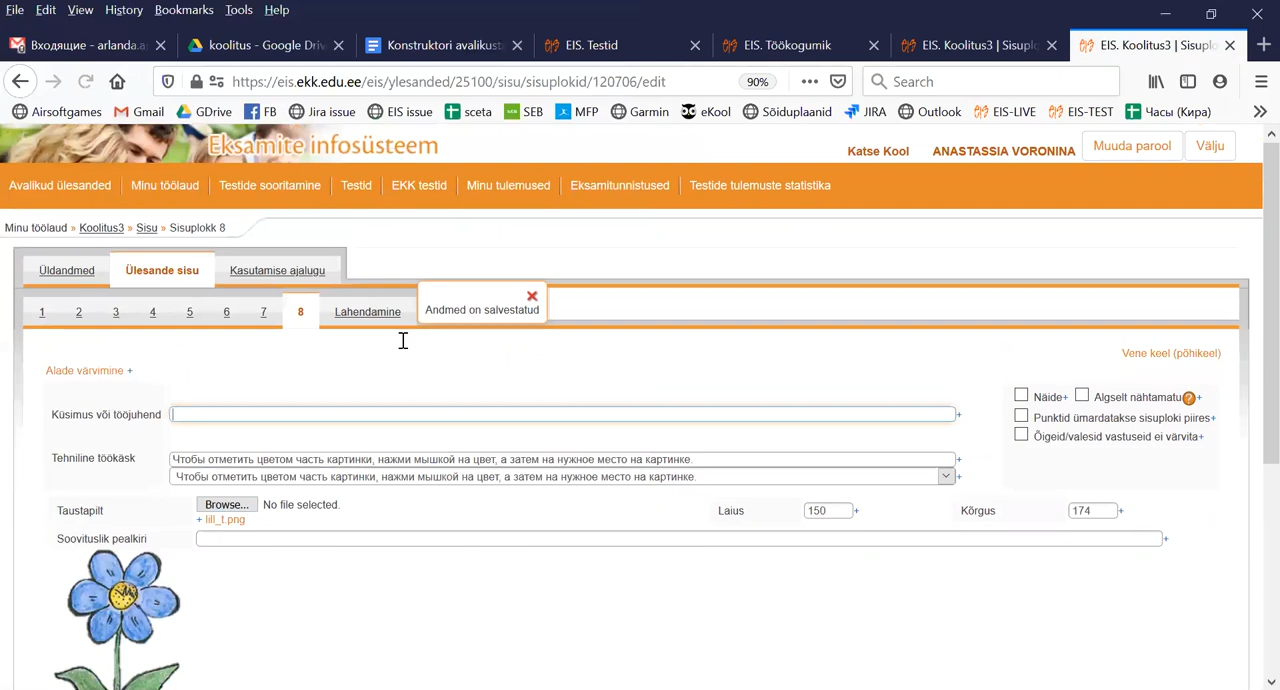 File Edit View History Bookmarks Tools Help
Входящие - arlanda.a
koolitus - Google Driv
Konstruktori avalikust
EIS. Testid
EIS. Töökogumik
EIS. Koolitus3 | Sisuplo
EIS. Koolitus3 | Sisuplo
https://eis.ekk.edu.ee/eis/ylesanded/25100/sisu/sisuplokid/120706/edit 90% Search
Airsoftgames Gmail GDrive FB Jira issue EIS issue sceta SEB MFP Garmin eKool Sõiduplaanid JIRA Outlook EIS-LIVE EIS-TEST Часы (Кира)
Eksamite infosüsteem
Katse Kool ANASTASSIA VORONINA Muuda parool Välju
Avalikud ülesanded Minu töölaud Testide sooritamine Testid EKK testid Minu tulemused Eksamitunnistused Testide tulemuste statistika
Minu töölaud » Koolitus3 » Sisu » Sisuplokk 8
Üldandmed Ülesande sisu Kasutamise ajalugu
1 2 3 4 5 6 7 8 Lahendamine
Andmed on salvestatud
Vene keel (põhikeel)
Alade värvimine +
Küsimus või tööjuhend +
Näide+ Algselt nähtamatu ? +
Punktid ümardatakse sisuploki piires+
Õigeid/valesid vastuseid ei värvita+
Tehniline töökäsk Чтобы отметить цветом часть картинки, нажми мышкой на цвет, а затем на нужное место на картинке. +
Чтобы отметить цветом часть картинки, нажми мышкой на цвет, а затем на нужное место на картинке. +
Taustapilt Browse... No file selected. Laius 150 + Kõrgus 174 +
+ lill_t.png
Soovituslik pealkiri +